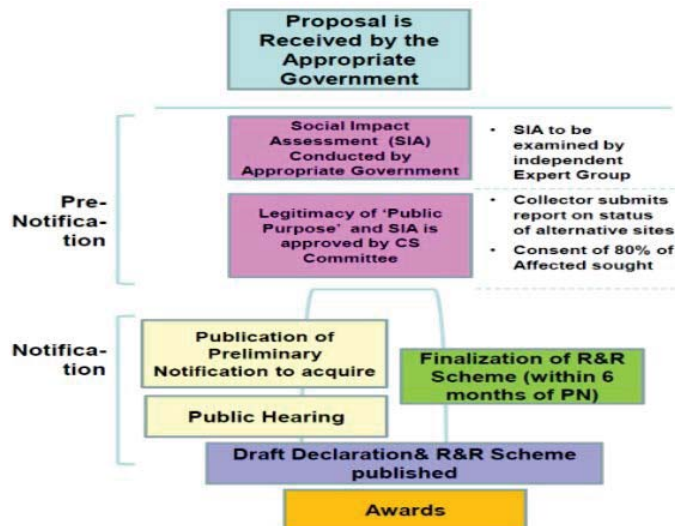 Proposal is
Received by the
Appropriate
Government
Pre-
Notifica-
tion
Social Impact
Assessment (SIA)
Conducted by
Appropriate Government
• SIA to be
examined by
independent
Expert Group
Legitimacy of ‘Public
Purpose’ and SIA is
approved by CS
Committee
• Collector submits
report on status
of alternative sites
• Consent of 80% of
Affected sought
Notifica-
tion
Publication of
Preliminary
Notification to acquire
Finalization of R&R
Scheme (within 6
months of PN)
Public Hearing
Draft Declaration& R&R Scheme
published
Awards